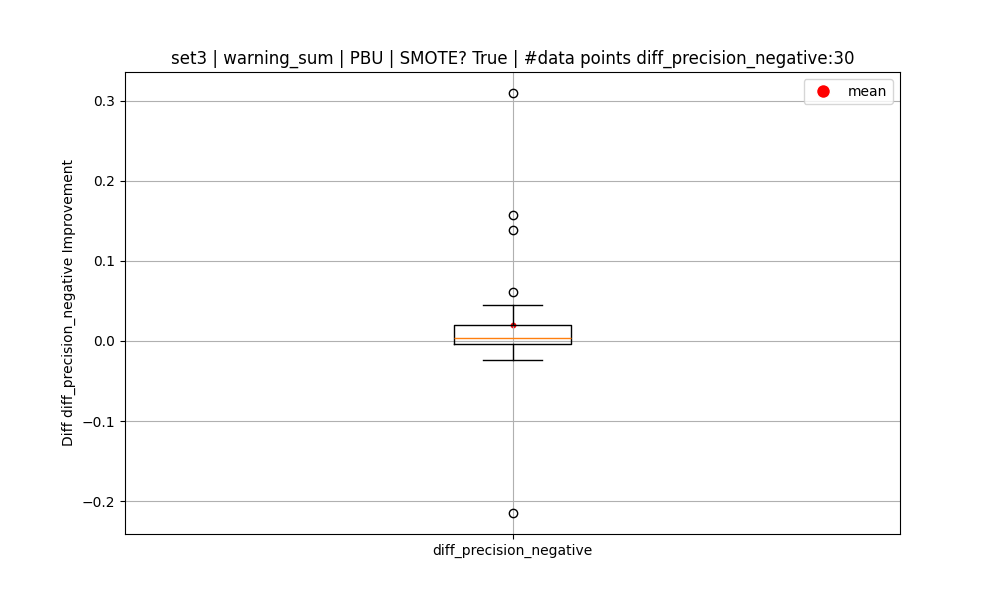 set3 | warning_sum | PBU | SMOTE? True | #data points diff_precision_negative:30
mean
0.3
0.2
0.1
0.0
−0.1
−0.2
Diff diff_precision_negative Improvement
diff_precision_negative